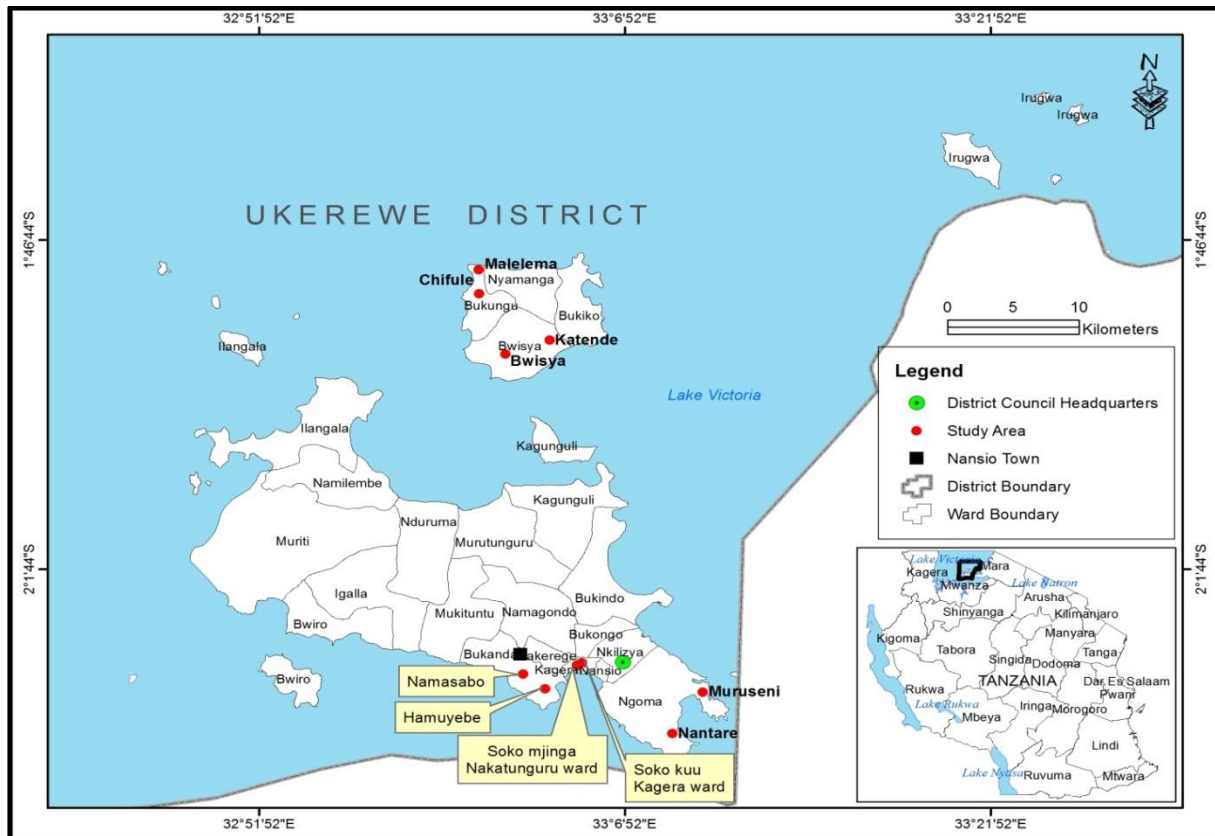 32°51'52"E
33°6'52"E
33°21'52"E
N
Irugwa
Irugwa
Irugwa
UKEREWE DISTRICT
1°46'44"S
1°46'44"S
Malelema
Nyamanga
Chifule
Bukungu
Bukiko
Katende
Bwisya
Bwisya
Ilangala
0 5 10
Kilometers
Lake Victoria
Legend
District Council Headquarters
Study Area
Nansio Town
District Boundary
Ward Boundary
Ilangala
Kagunguli
Namilembe
Kagunguli
Nduruma
Muriti
Murutunguru
2°1'44"S
2°1'44"S
Igalla
Mukituntu
Namagondo
Bukindo
Bwiro
Bukongo
Bukanda
Nkilizya
Kagera
Nansio
Bwiro
Ngoma
Namasabo
Hamuyebe
Muruseni
Nantare
Soko mjinga
Nakatunguru ward
Soko kuu
Kagera ward
Kagera
Mara
Mwanza
Lake Natron
Arusha
Shinyanga
Kilimanjaro
Kigoma
Manyara
Tabora
Tanga
Singida
Dodoma
TANZANIA
Dar Es Salaam
Pwani
Rukwa
Lake Rukwa
Iringa
Morogoro
Mbeya
Lindi
Lake Nyasa
Ruvuma
Mtwara
32°51'52"E
33°6'52"E
33°21'52"E